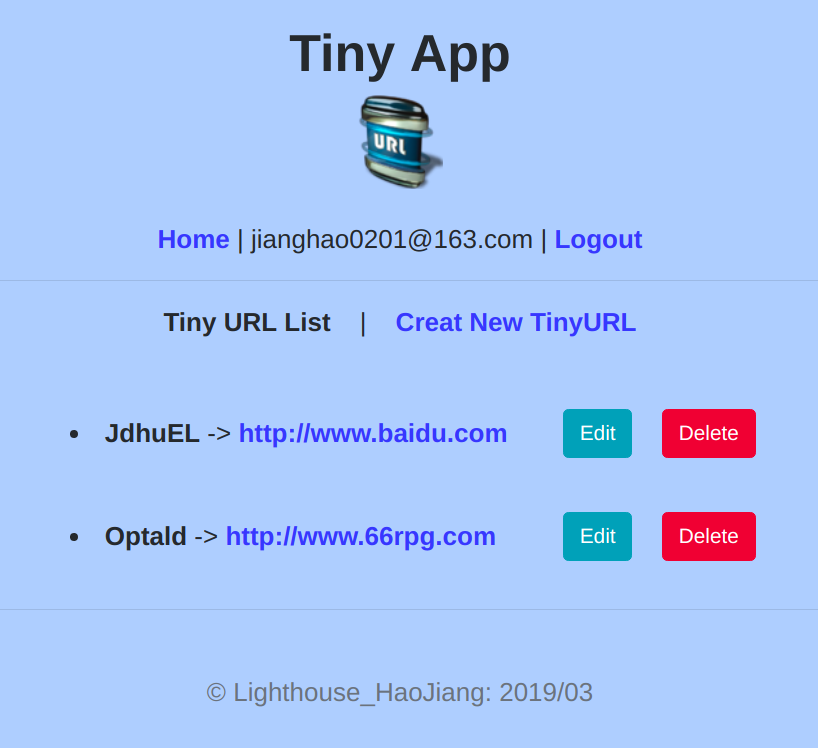 Tiny App
URL
Home | jianghao0201@163.com | Logout
Tiny URL List | Creat New TinyURL
JdhuEL -> http://www.baidu.com Edit Delete
Optald -> http://www.66rpg.com Edit Delete
© Lighthouse_HaoJiang: 2019/03